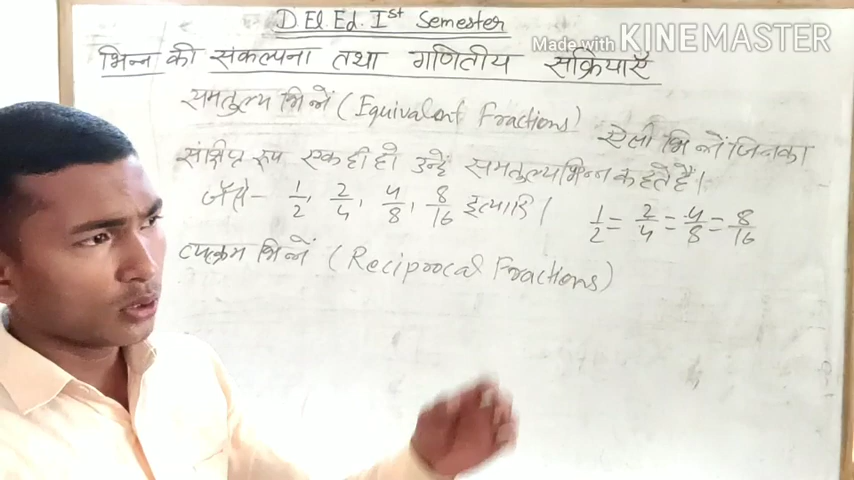 D.El.Ed. Ist Semester
Made with KINEMASTER
भिन्न की संकल्पना तथा गणितीय संक्रियाएँ
समतुल्य भिन्नें (Equivalent Fractions) ऐसी भिन्नें जिनका
संक्षिप्त रूप एक ही हो उन्हें समतुल्य भिन्न कहते हैं।
जैसे- 1/2, 2/4, 4/8, 8/16 इत्यादि। 1/2 = 2/4 = 4/8 = 8/16
व्युत्क्रम भिन्नें (Reciprocal Fractions)